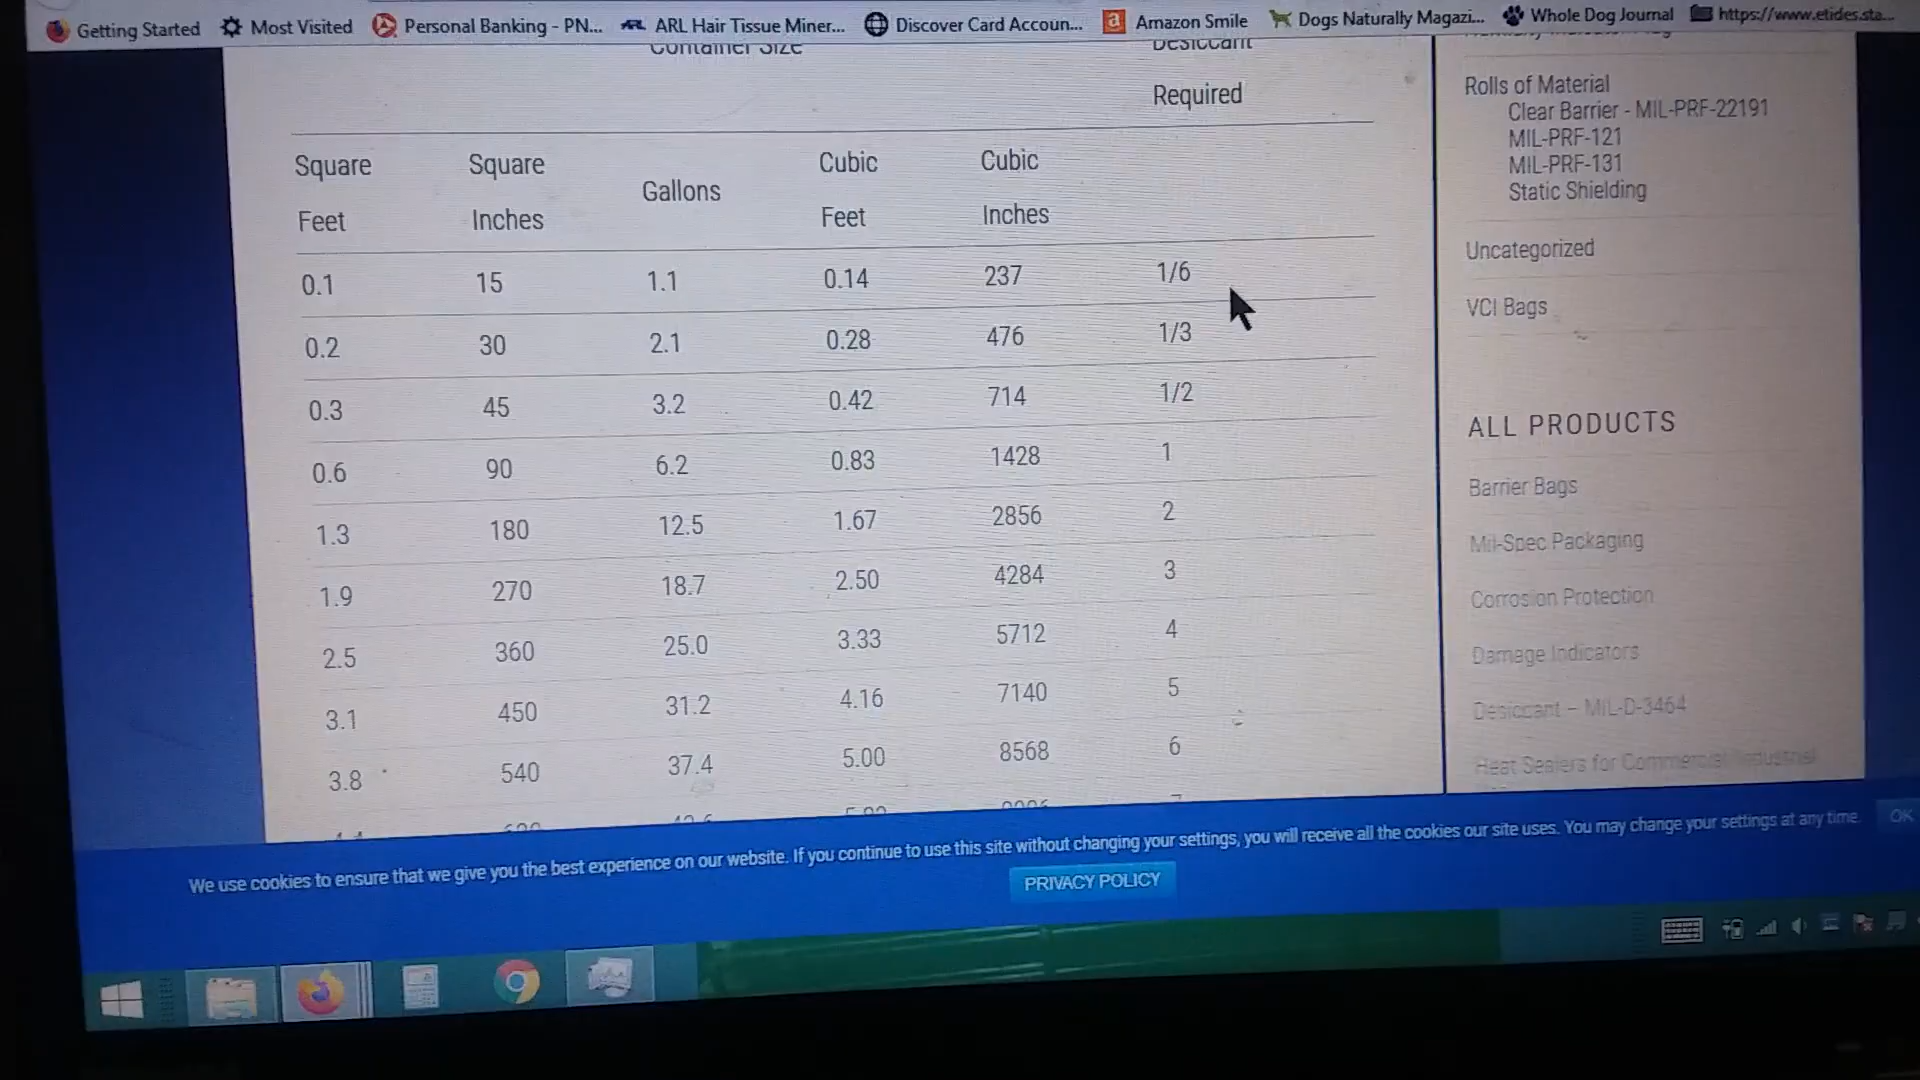 Getting Started Most Visited Personal Banking - PN... ARL Hair Tissue Miner... Discover Card Accoun... Amazon Smile Dogs Naturally Magazi... Whole Dog Journal https://www.etides.sta...
Container Size Desiccant
Required
Square Square Gallons Cubic Cubic
Feet Inches Feet Inches
0.1 15 1.1 0.14 237 1/6
0.2 30 2.1 0.28 476 1/3
0.3 45 3.2 0.42 714 1/2
0.6 90 6.2 0.83 1428 1
1.3 180 12.5 1.67 2856 2
1.9 270 18.7 2.50 4284 3
2.5 360 25.0 3.33 5712 4
3.1 450 31.2 4.16 7140 5
3.8 540 37.4 5.00 8568 6
Rolls of Material
Clear Barrier - MIL-PRF-22191
MIL-PRF-121
MIL-PRF-131
Static Shielding
Uncategorized
VCI Bags
ALL PRODUCTS
Barrier Bags
Mil-Spec Packaging
Corrosion Protection
Damage Indicators
Desiccant – MIL-D-3464
Heat Sealers for Commercial/Industrial
We use cookies to ensure that we give you the best experience on our website. If you continue to use this site without changing your settings, you will receive all the cookies our site uses. You may change your settings at any time. OK
PRIVACY POLICY